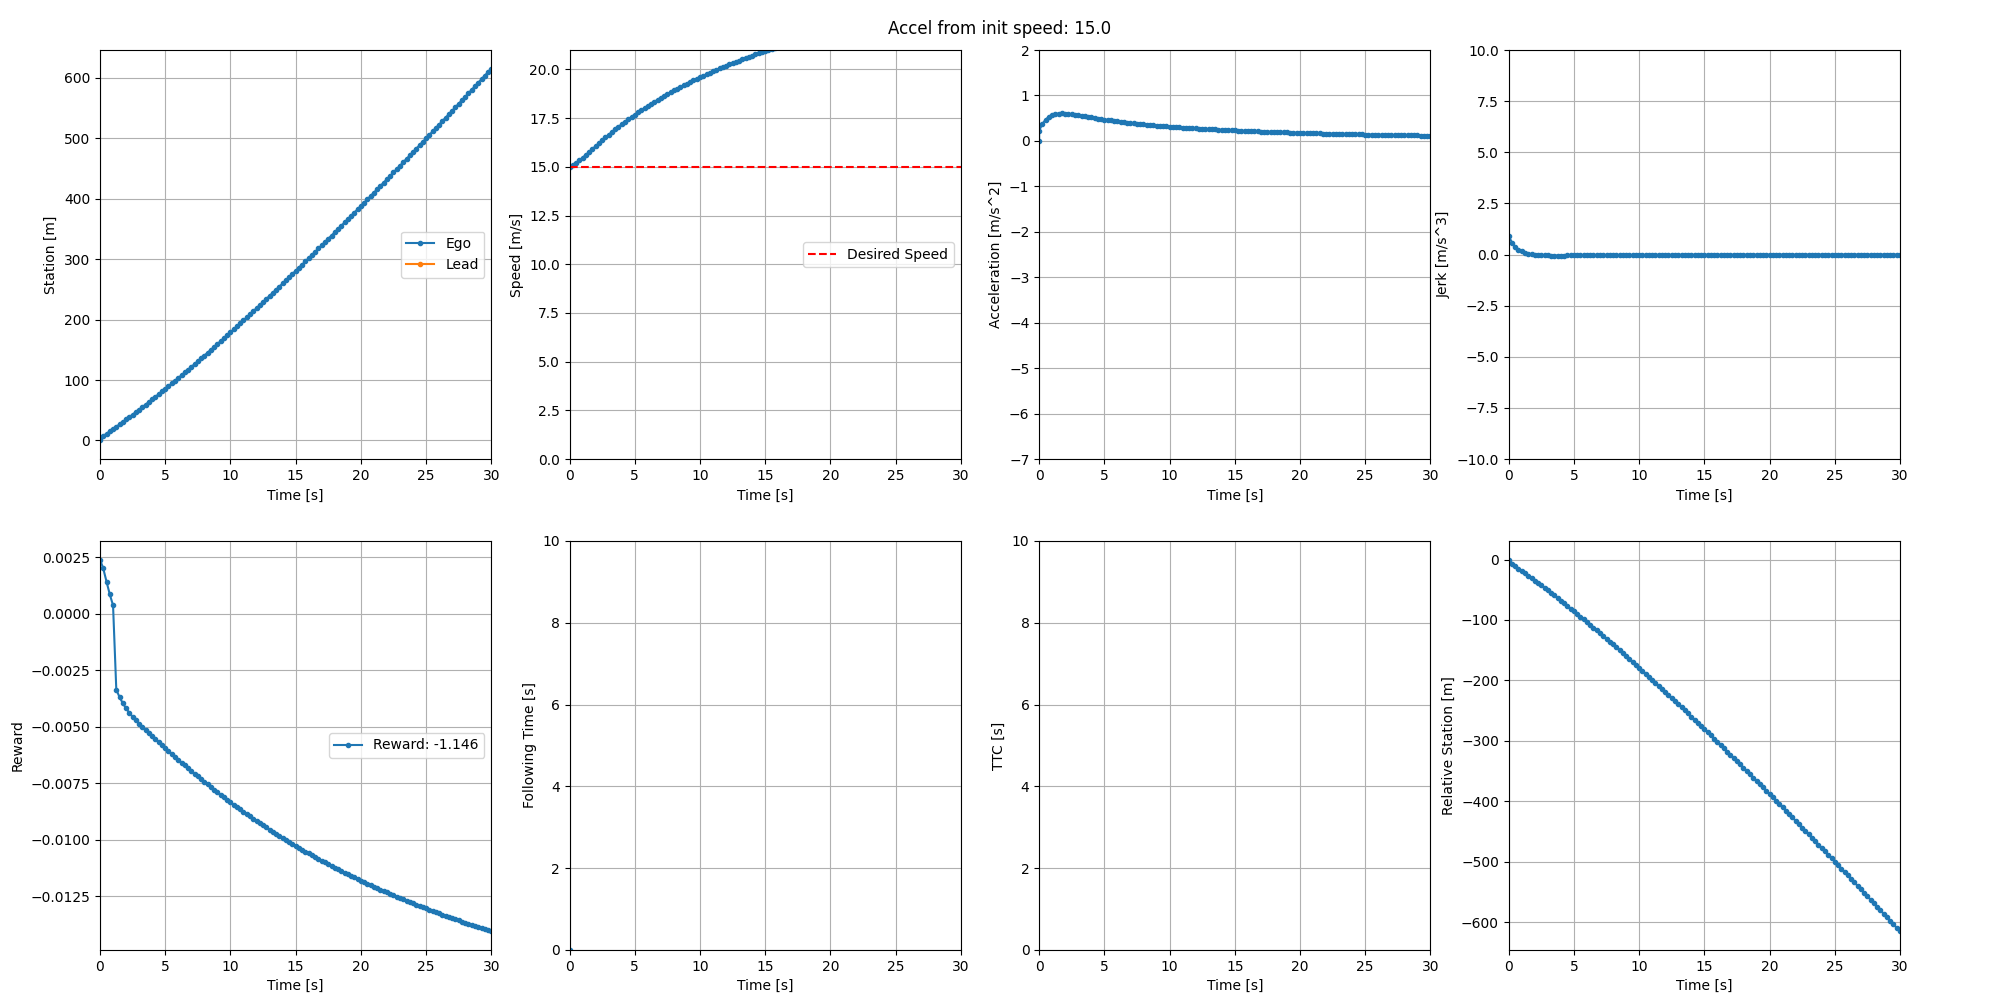 Accel from init speed: 15.0
600
500
400
300
200
100
0
Station [m]
Ego
Lead
0 5 10 15 20 25 30
Time [s]
20.0
17.5
15.0
12.5
10.0
7.5
5.0
2.5
0.0
Speed [m/s]
Desired Speed
0 5 10 15 20 25 30
Time [s]
2
1
0
−1
−2
−3
−4
−5
−6
−7
Acceleration [m/s^2]
0 5 10 15 20 25 30
Time [s]
10.0
7.5
5.0
2.5
0.0
−2.5
−5.0
−7.5
−10.0
Jerk [m/s^3]
0 5 10 15 20 25 30
Time [s]
0.0025
0.0000
−0.0025
−0.0050
−0.0075
−0.0100
−0.0125
Reward
Reward: -1.146
0 5 10 15 20 25 30
Time [s]
10
8
6
4
2
0
Following Time [s]
0 5 10 15 20 25 30
Time [s]
10
8
6
4
2
0
TTC [s]
0 5 10 15 20 25 30
Time [s]
0
−100
−200
−300
−400
−500
−600
Relative Station [m]
0 5 10 15 20 25 30
Time [s]